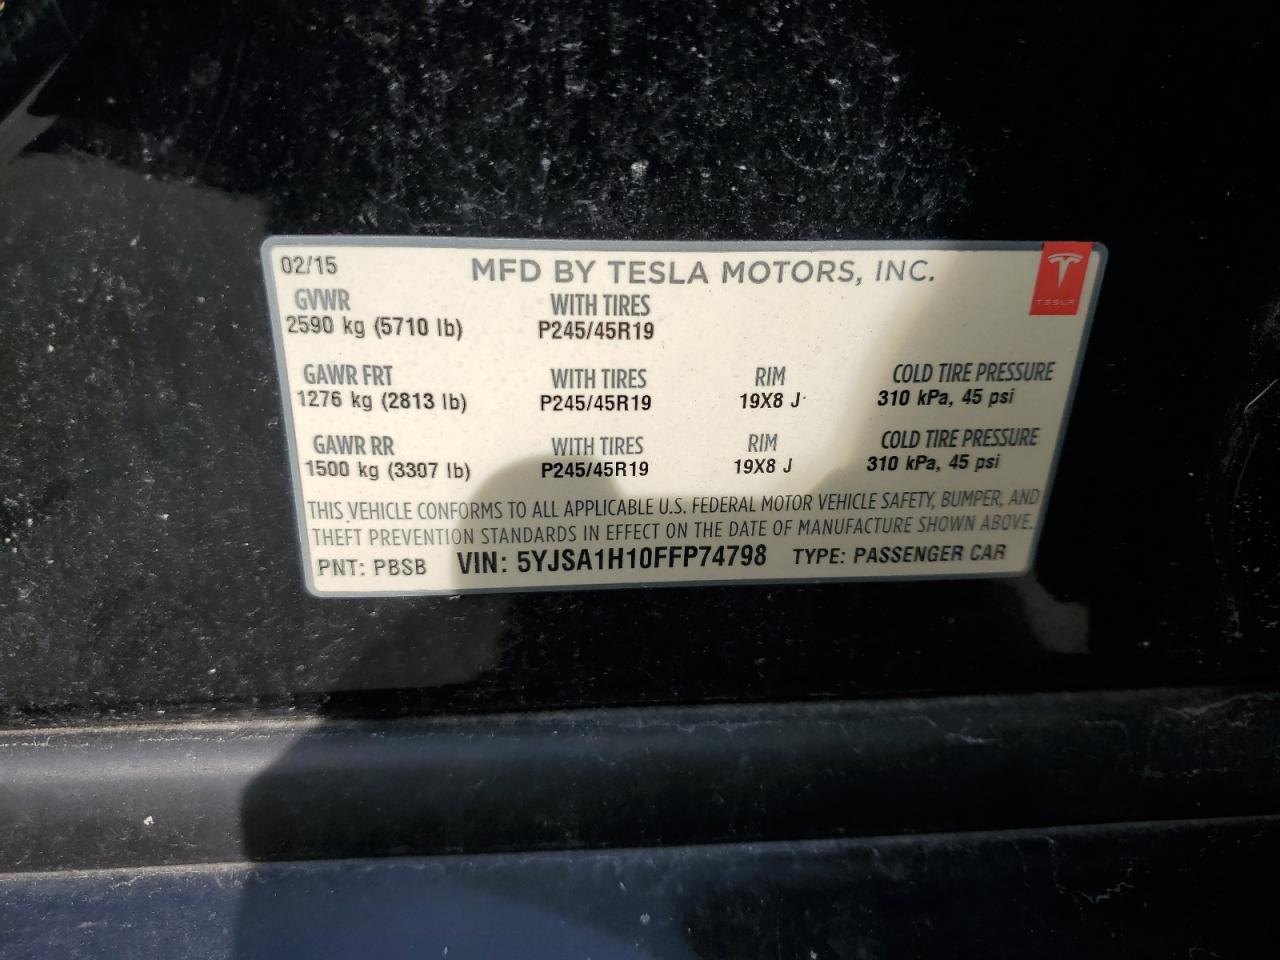 02/15 MFD BY TESLA MOTORS, INC.
TESLA
GVWR WITH TIRES
2590 kg (5710 lb) P245/45R19
GAWR FRT WITH TIRES RIM COLD TIRE PRESSURE
1276 kg (2813 lb) P245/45R19 19X8 J 310 kPa, 45 psi
GAWR RR WITH TIRES RIM COLD TIRE PRESSURE
1500 kg (3307 lb) P245/45R19 19X8 J 310 kPa, 45 psi
THIS VEHICLE CONFORMS TO ALL APPLICABLE U.S. FEDERAL MOTOR VEHICLE SAFETY, BUMPER, AND
THEFT PREVENTION STANDARDS IN EFFECT ON THE DATE OF MANUFACTURE SHOWN ABOVE.
PNT: PBSB VIN: 5YJSA1H10FFP74798 TYPE: PASSENGER CAR